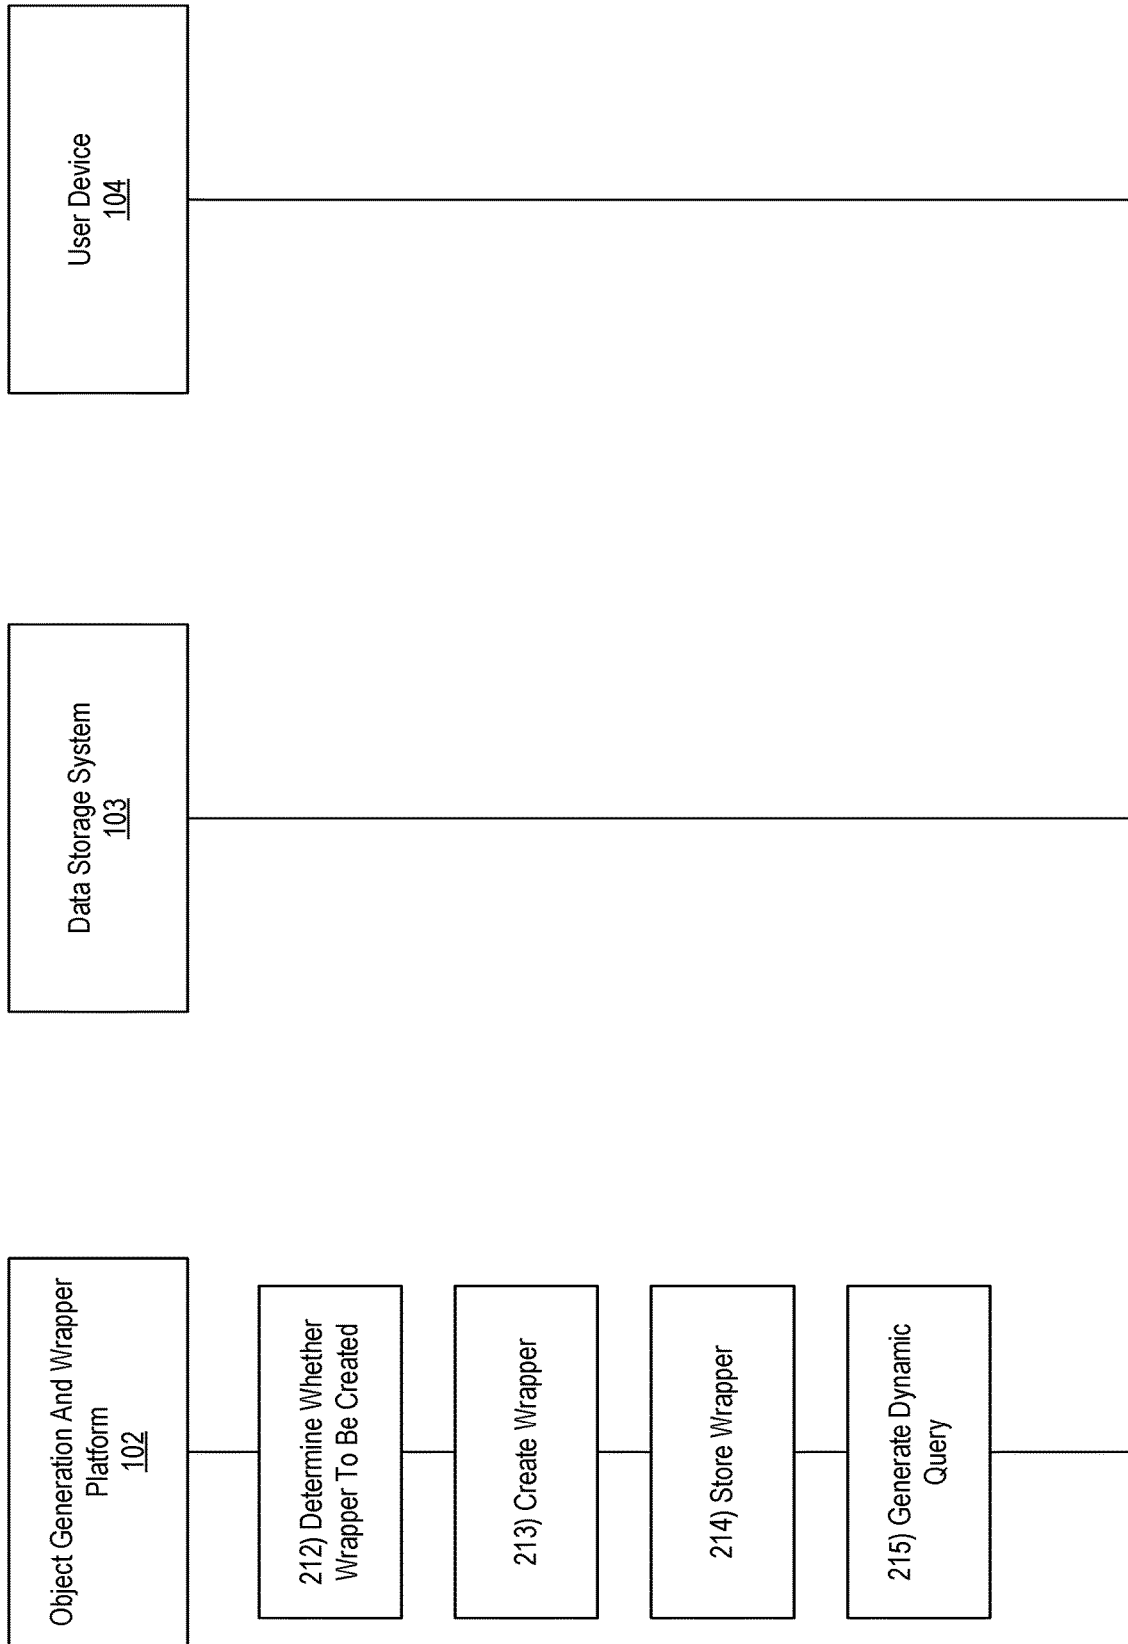 Object Generation And Wrapper
Platform
102
Data Storage System
103
User Device
104
212) Determine Whether
Wrapper To Be Created
213) Create Wrapper
214) Store Wrapper
215) Generate Dynamic
Query